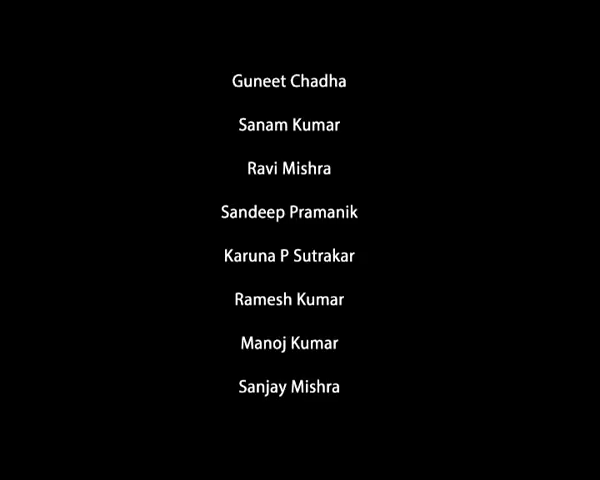 Guneet Chadha
Sanam Kumar
Ravi Mishra
Sandeep Pramanik
Karuna P Sutrakar
Ramesh Kumar
Manoj Kumar
Sanjay Mishra